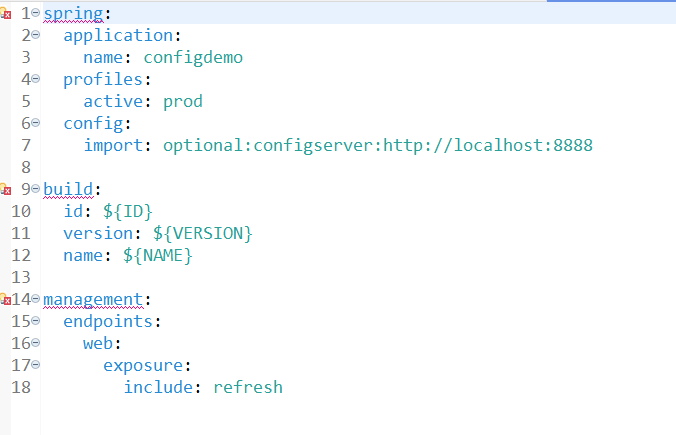 1 spring:
2   application:
3     name: configdemo
4   profiles:
5     active: prod
6   config:
7     import: optional:configserver:http://localhost:8888
8
9 build:
10   id: ${ID}
11   version: ${VERSION}
12   name: ${NAME}
13
14 management:
15   endpoints:
16     web:
17       exposure:
18         include: refresh